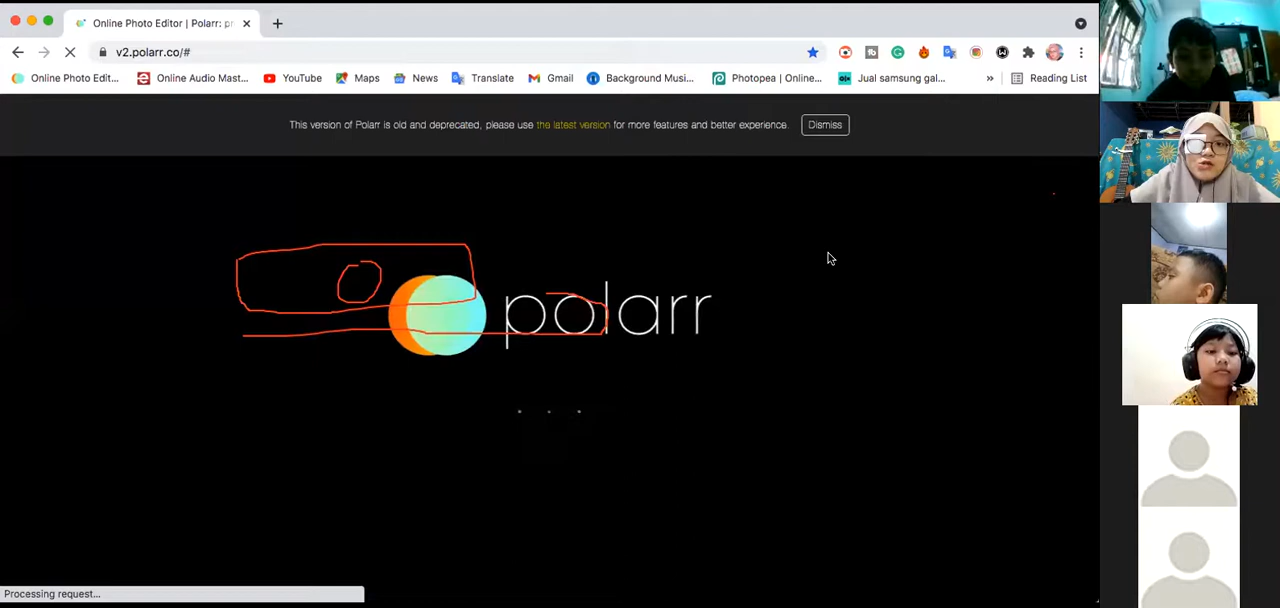 Online Photo Editor | Polarr: pr
v2.polarr.co/#
Online Photo Edit...
Online Audio Mast...
YouTube
Maps
News
Translate
Gmail
Background Musi...
Photopea | Online...
Jual samsung gal...
»
Reading List
This version of Polarr is old and deprecated, please use the latest version for more features and better experience.
Dismiss
polarr
Processing request...